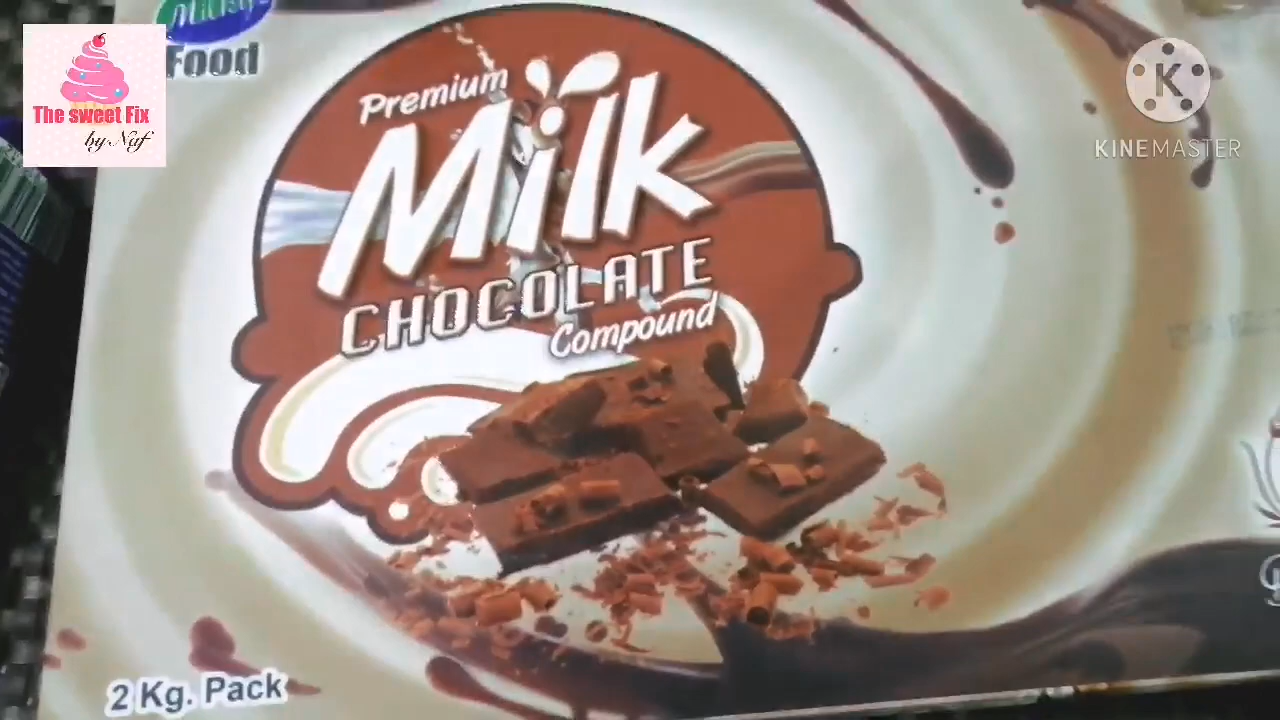 Food
The sweet Fix
by Naf
K
KINEMASTER
Premium
Milk
CHOCOLATE
Compound
2 Kg. Pack